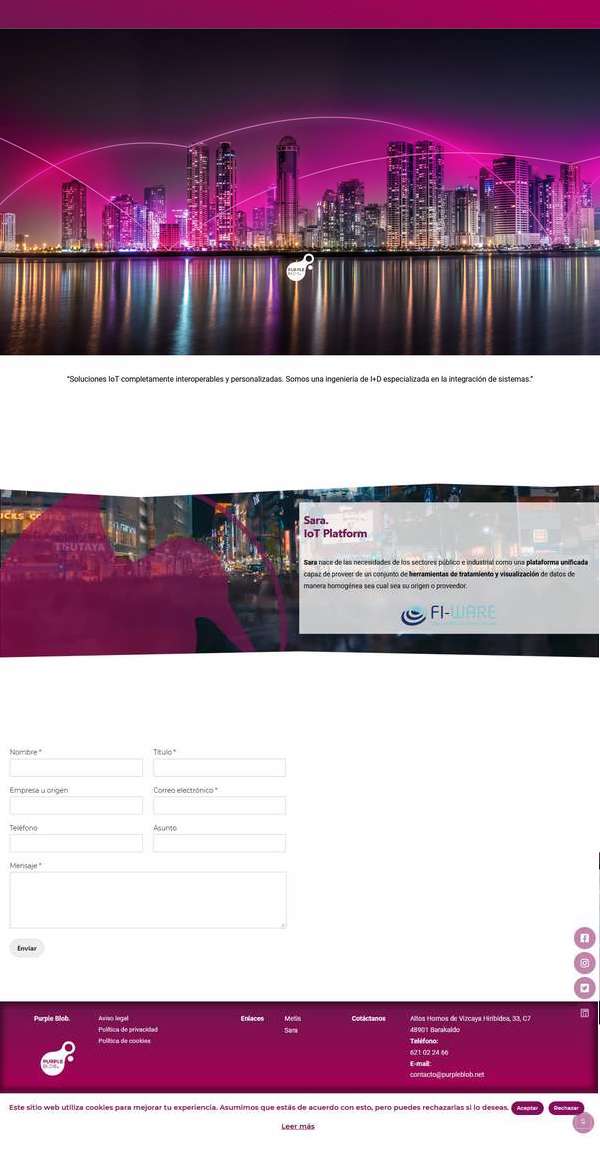 PURPLE
BLOB
“Soluciones IoT completamente interoperables y personalizadas. Somos una ingeniería de I+D especializada en la integración de sistemas.”
TSUTAYA
Sara.
IoT Platform
Sara nace de las necesidades de los sectores público e industrial como una plataforma unificada
capaz de proveer de un conjunto de herramientas de tratamiento y visualización de datos de
manera homogénea sea cual sea su origen o proveedor.
FI-WARE
Nombre *
Título *
Empresa u origen
Correo electrónico *
Teléfono
Asunto
Mensaje *
Enviar
Purple Blob.
PURPLE
BLOB
Aviso legal
Política de privacidad
Política de cookies
Enlaces
Metis
Sara
Cotáctanos
Altos Hornos de Vizcaya Hiribidea, 33, C7
48901 Barakaldo
Teléfono:
621 02 24 66
E-mail:
contacto@purpleblob.net
Este sitio web utiliza cookies para mejorar tu experiencia. Asumimos que estás de acuerdo con esto, pero puedes rechazarlas si lo deseas. Aceptar Rechazar
Leer más